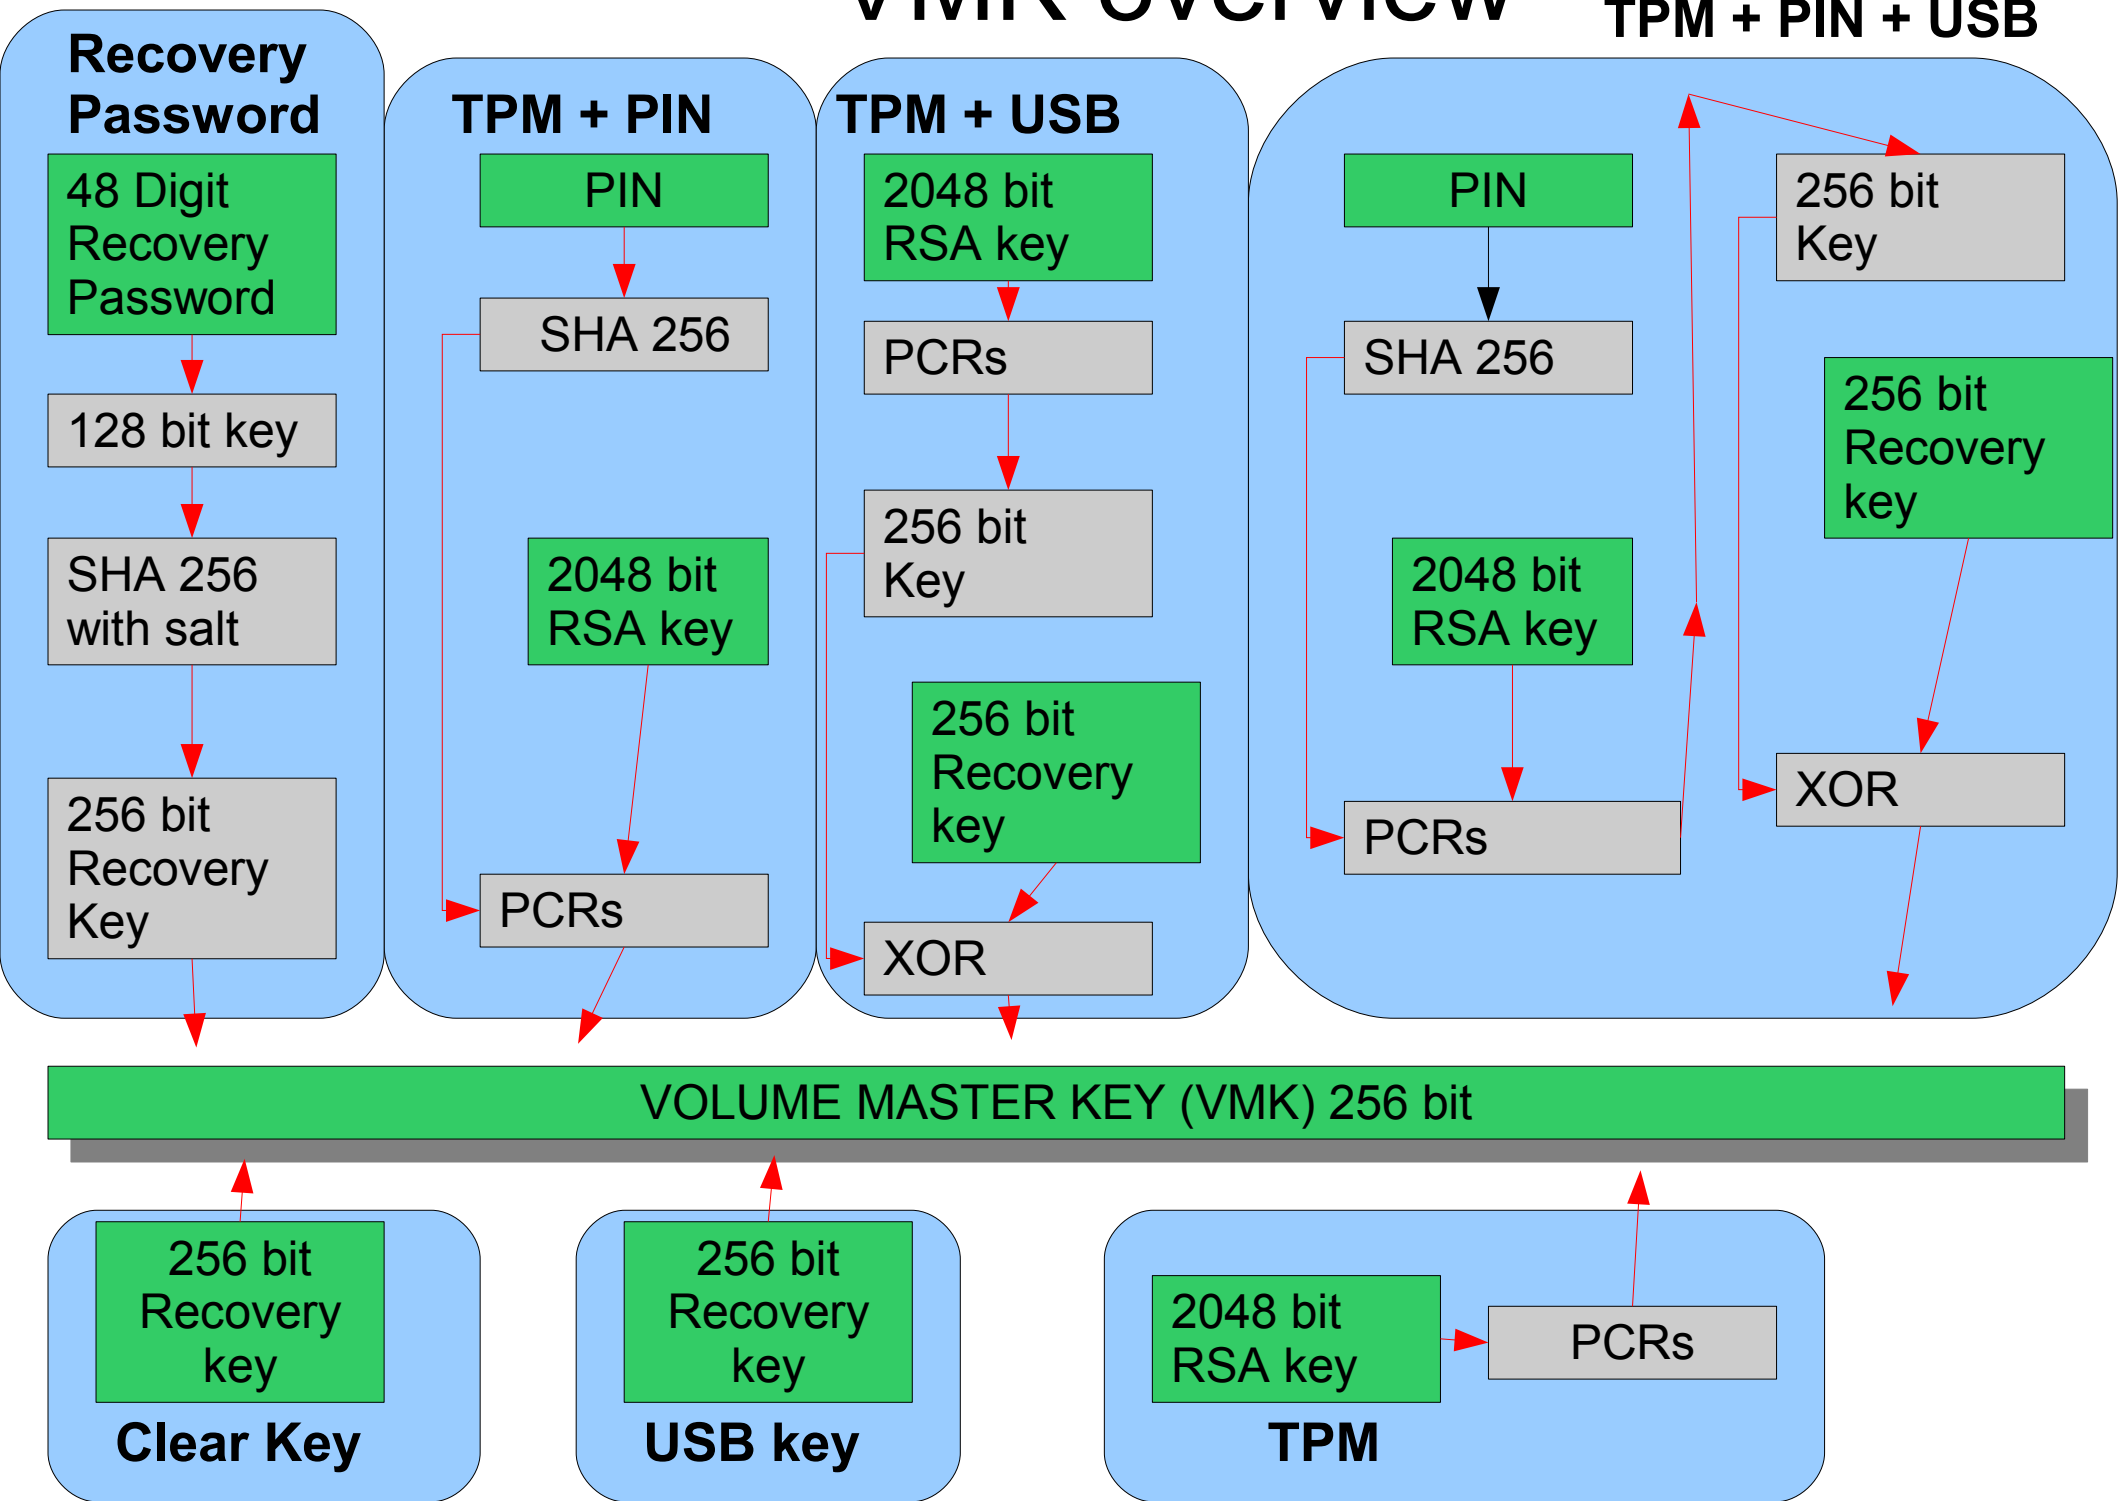 VMK overview
TPM + PIN + USB
Recovery
Password
48 Digit
Recovery
Password
128 bit key
SHA 256
with salt
256 bit
Recovery
Key
TPM + PIN
PIN
SHA 256
2048 bit
RSA key
PCRs
TPM + USB
2048 bit
RSA key
PCRs
256 bit
Key
256 bit
Recovery
key
XOR
PIN
SHA 256
2048 bit
RSA key
PCRs
256 bit
Key
256 bit
Recovery
key
XOR
VOLUME MASTER KEY (VMK) 256 bit
256 bit
Recovery
key
Clear Key
256 bit
Recovery
key
USB key
2048 bit
RSA key
PCRs
TPM